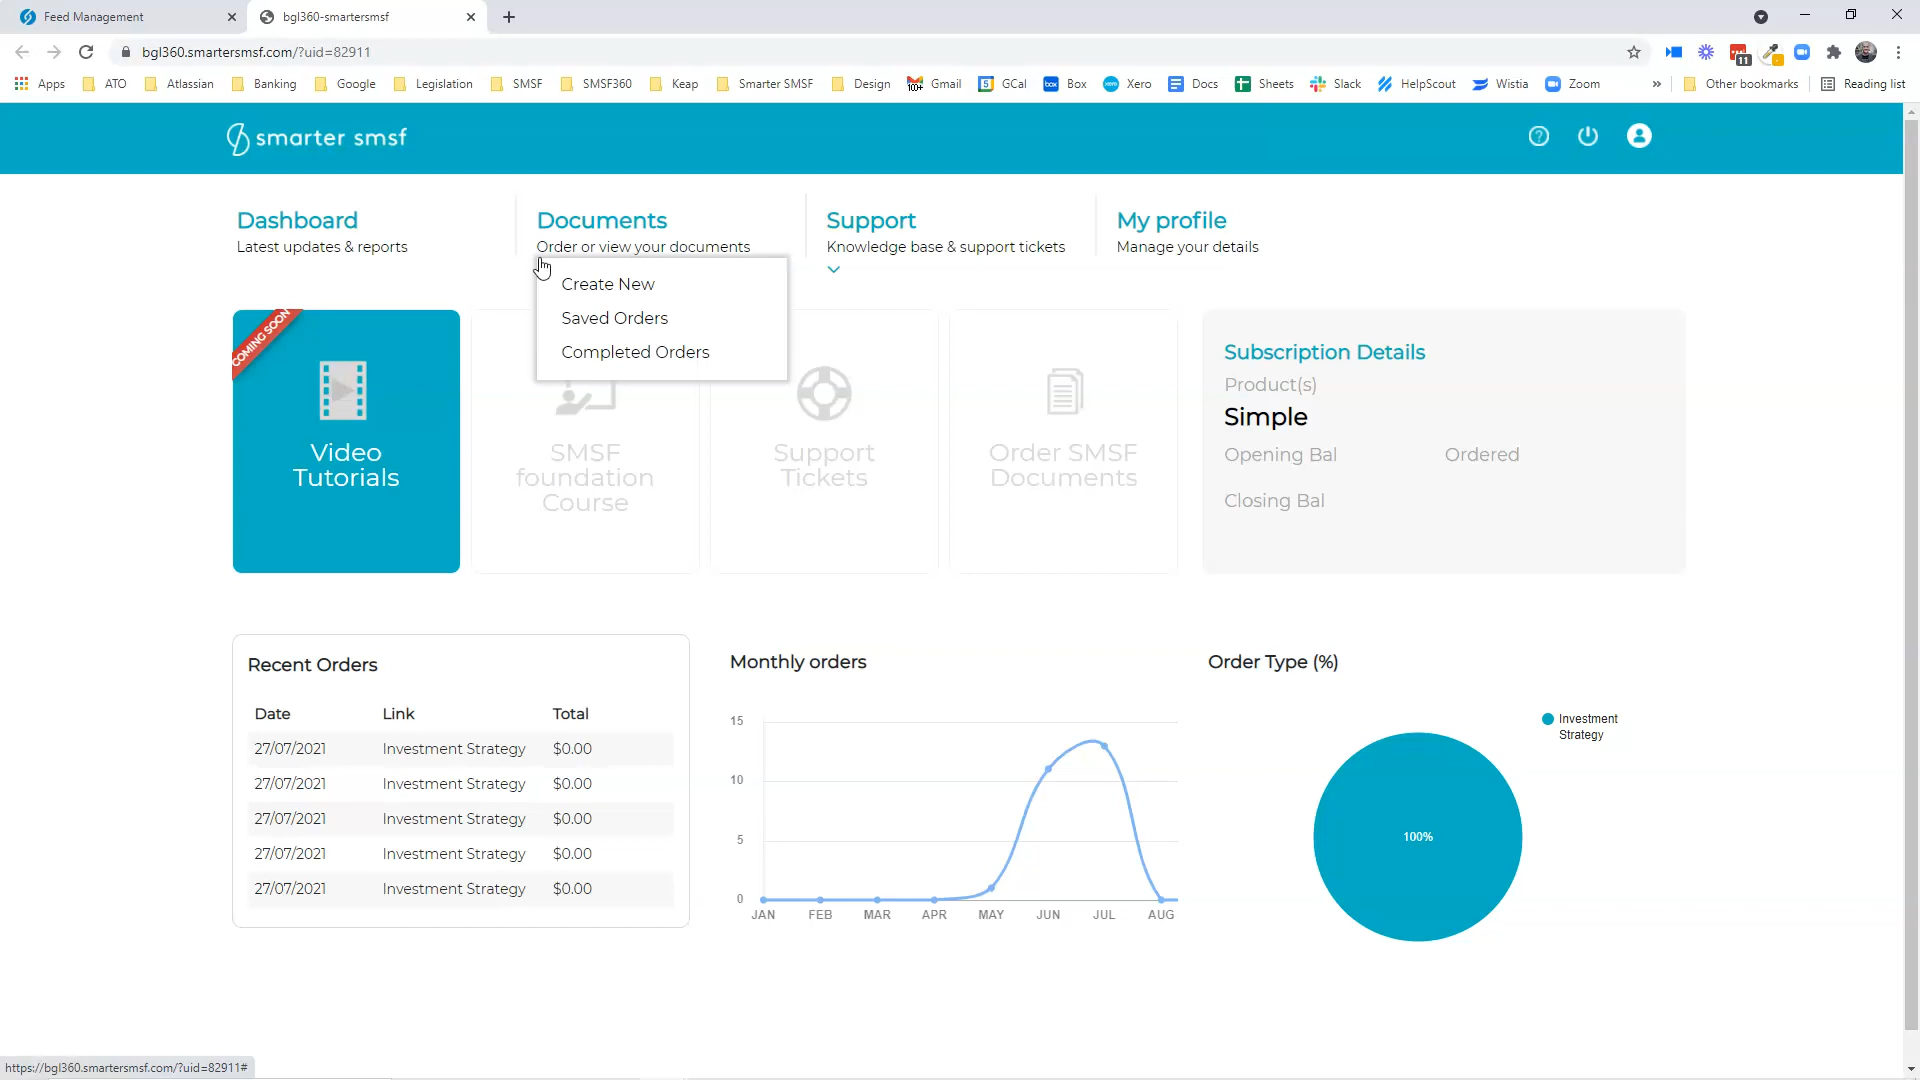 Feed Management
bgl360-smartersmsf
bgl360.smartersmsf.com/?uid=82911
11
Apps
ATO
Atlassian
Banking
Google
Legislation
SMSF
SMSF360
Keap
Smarter SMSF
Design
10+
Gmail
GCal
box
Box
xero
Xero
Docs
Sheets
Slack
HelpScout
Wistia
Zoom
»
Other bookmarks
Reading list
smarter smsf
Dashboard
Latest updates & reports
Documents
Order or view your documents
Support
Knowledge base & support tickets
My profile
Manage your details
Create New
Saved Orders
Completed Orders
COMING SOON
Video
Tutorials
SMSF
foundation
Course
Support
Tickets
Order SMSF
Documents
Subscription Details
Product(s)
Simple
Opening Bal
Ordered
Closing Bal
Recent Orders
Date Link Total
27/07/2021 Investment Strategy $0.00
27/07/2021 Investment Strategy $0.00
27/07/2021 Investment Strategy $0.00
27/07/2021 Investment Strategy $0.00
27/07/2021 Investment Strategy $0.00
Monthly orders
15
10
5
0
JAN FEB MAR APR MAY JUN JUL AUG
Order Type (%)
Investment
Strategy
100%
https://bgl360.smartersmsf.com/?uid=82911#